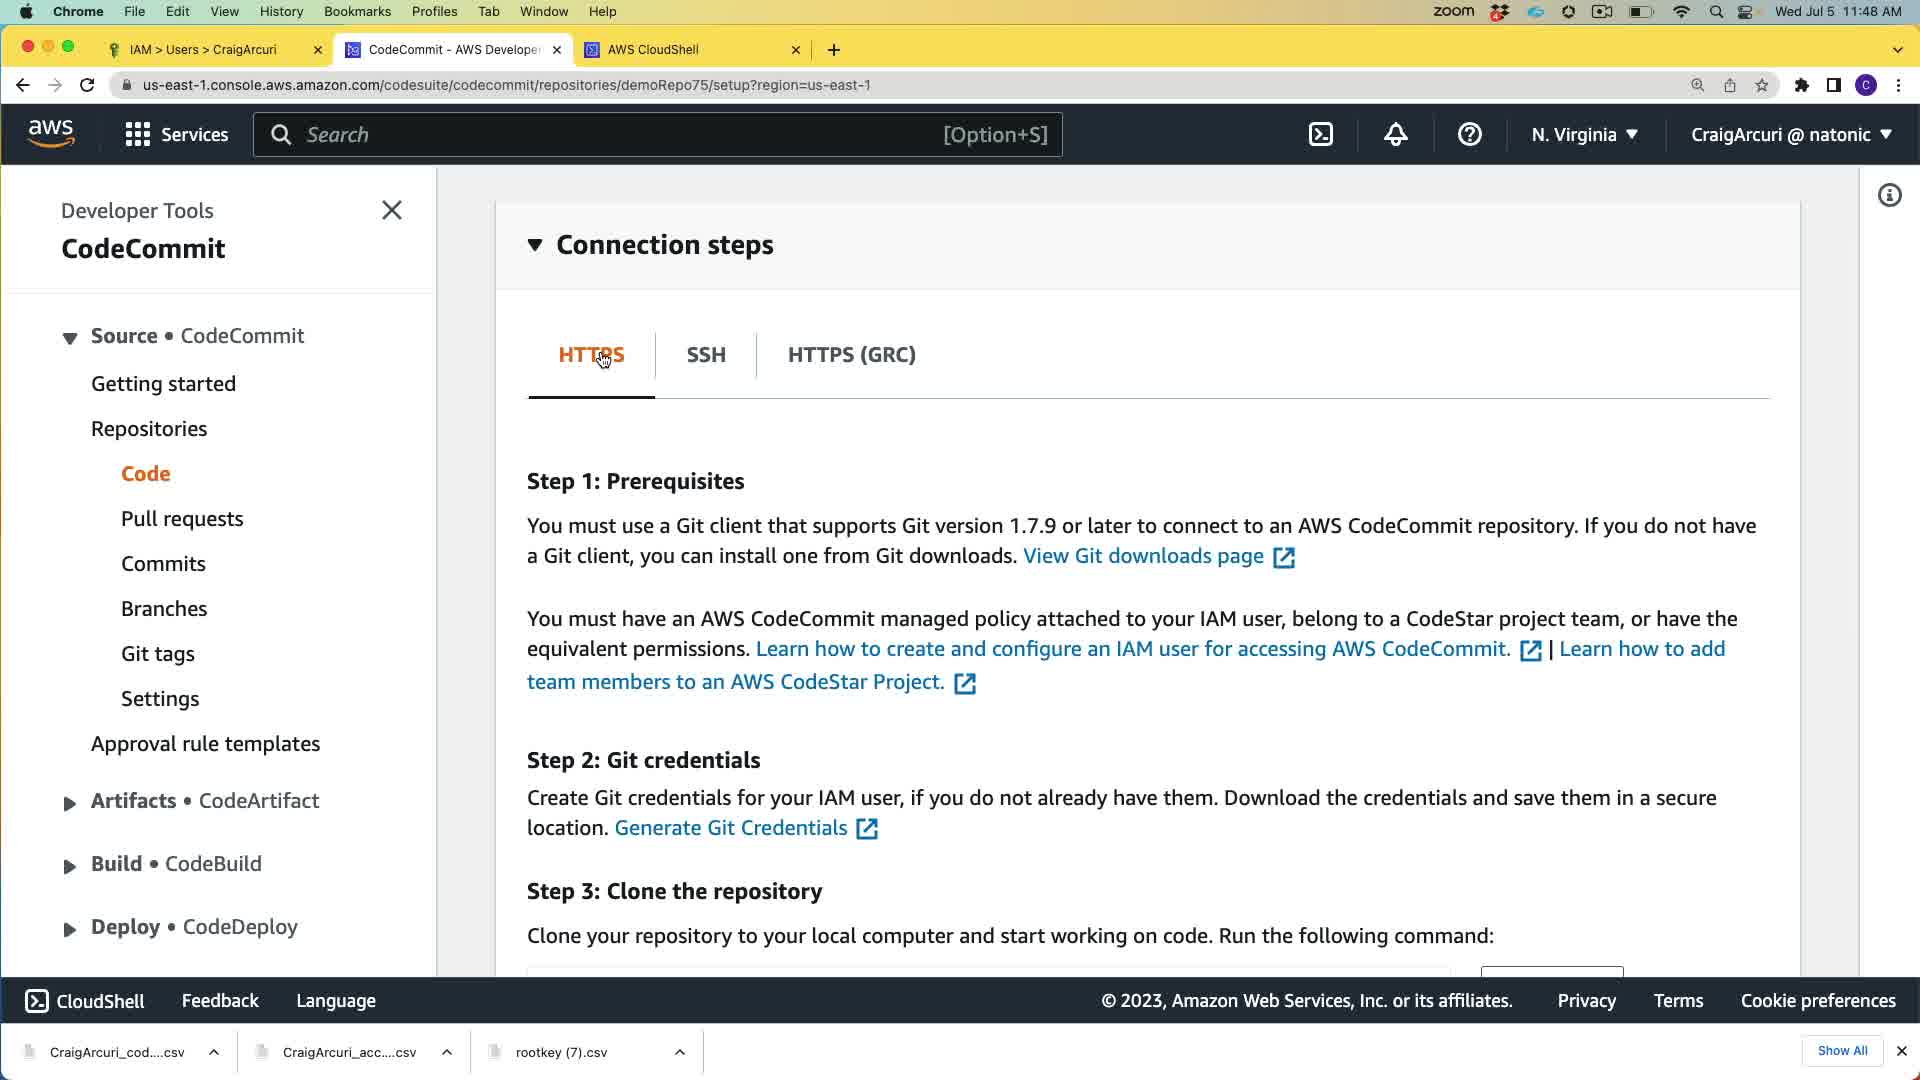 Chrome File Edit View History Bookmarks Profiles Tab Window Help zoom 4 Wed Jul 5 11:48 AM
IAM > Users > CraigArcuri
CodeCommit - AWS Develope
AWS CloudShell
us-east-1.console.aws.amazon.com/codesuite/codecommit/repositories/demoRepo75/setup?region=us-east-1
C
aws Services Search [Option+S] N. Virginia CraigArcuri @ natonic
Developer Tools
CodeCommit
Source • CodeCommit
Getting started
Repositories
Code
Pull requests
Commits
Branches
Git tags
Settings
Approval rule templates
Artifacts • CodeArtifact
Build • CodeBuild
Deploy • CodeDeploy
Connection steps
HTTPS SSH HTTPS (GRC)
Step 1: Prerequisites
You must use a Git client that supports Git version 1.7.9 or later to connect to an AWS CodeCommit repository. If you do not have
a Git client, you can install one from Git downloads. View Git downloads page
You must have an AWS CodeCommit managed policy attached to your IAM user, belong to a CodeStar project team, or have the
equivalent permissions. Learn how to create and configure an IAM user for accessing AWS CodeCommit. | Learn how to add
team members to an AWS CodeStar Project.
Step 2: Git credentials
Create Git credentials for your IAM user, if you do not already have them. Download the credentials and save them in a secure
location. Generate Git Credentials
Step 3: Clone the repository
Clone your repository to your local computer and start working on code. Run the following command:
CloudShell Feedback Language © 2023, Amazon Web Services, Inc. or its affiliates. Privacy Terms Cookie preferences
CraigArcuri_cod....csv CraigArcuri_acc....csv rootkey (7).csv Show All